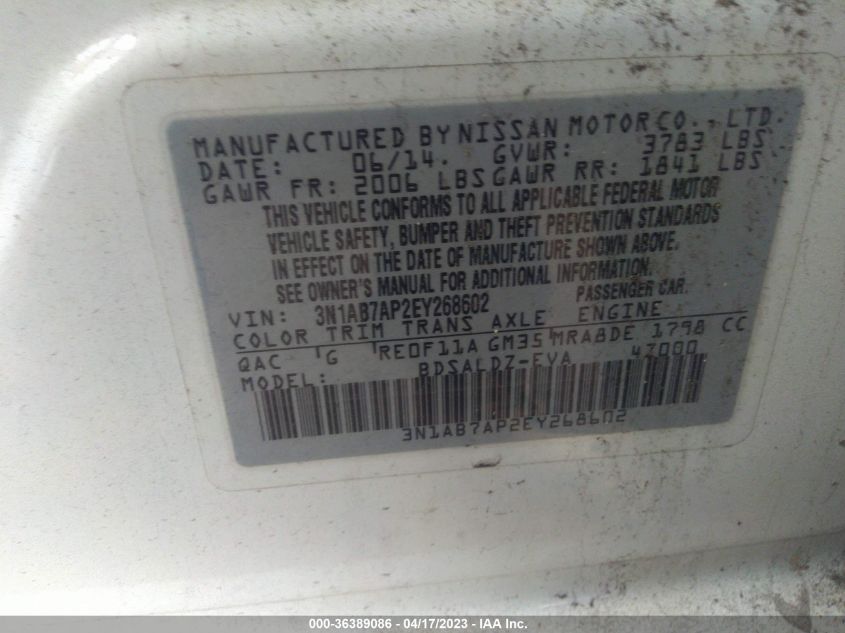 MANUFACTURED BY NISSAN MOTOR CO., LTD.
DATE: 06/14. GVWR: 3783 LBS
GAWR FR: 2006 LBS GAWR RR: 1841 LBS
THIS VEHICLE CONFORMS TO ALL APPLICABLE FEDERAL MOTOR
VEHICLE SAFETY, BUMPER AND THEFT PREVENTION STANDARDS
IN EFFECT ON THE DATE OF MANUFACTURE SHOWN ABOVE.
SEE OWNER'S MANUAL FOR ADDITIONAL INFORMATION.
VIN: 3N1AB7AP2EY268602 PASSENGER CAR.
COLOR TRIM TRANS AXLE ENGINE
QAC G RE0F11A GM35 MRA8DE 1798 CC
MODEL: BDSALDZ-EVA 47000
3N1AB7AP2EY268602
000-36389086 - 04/17/2023 - IAA Inc.